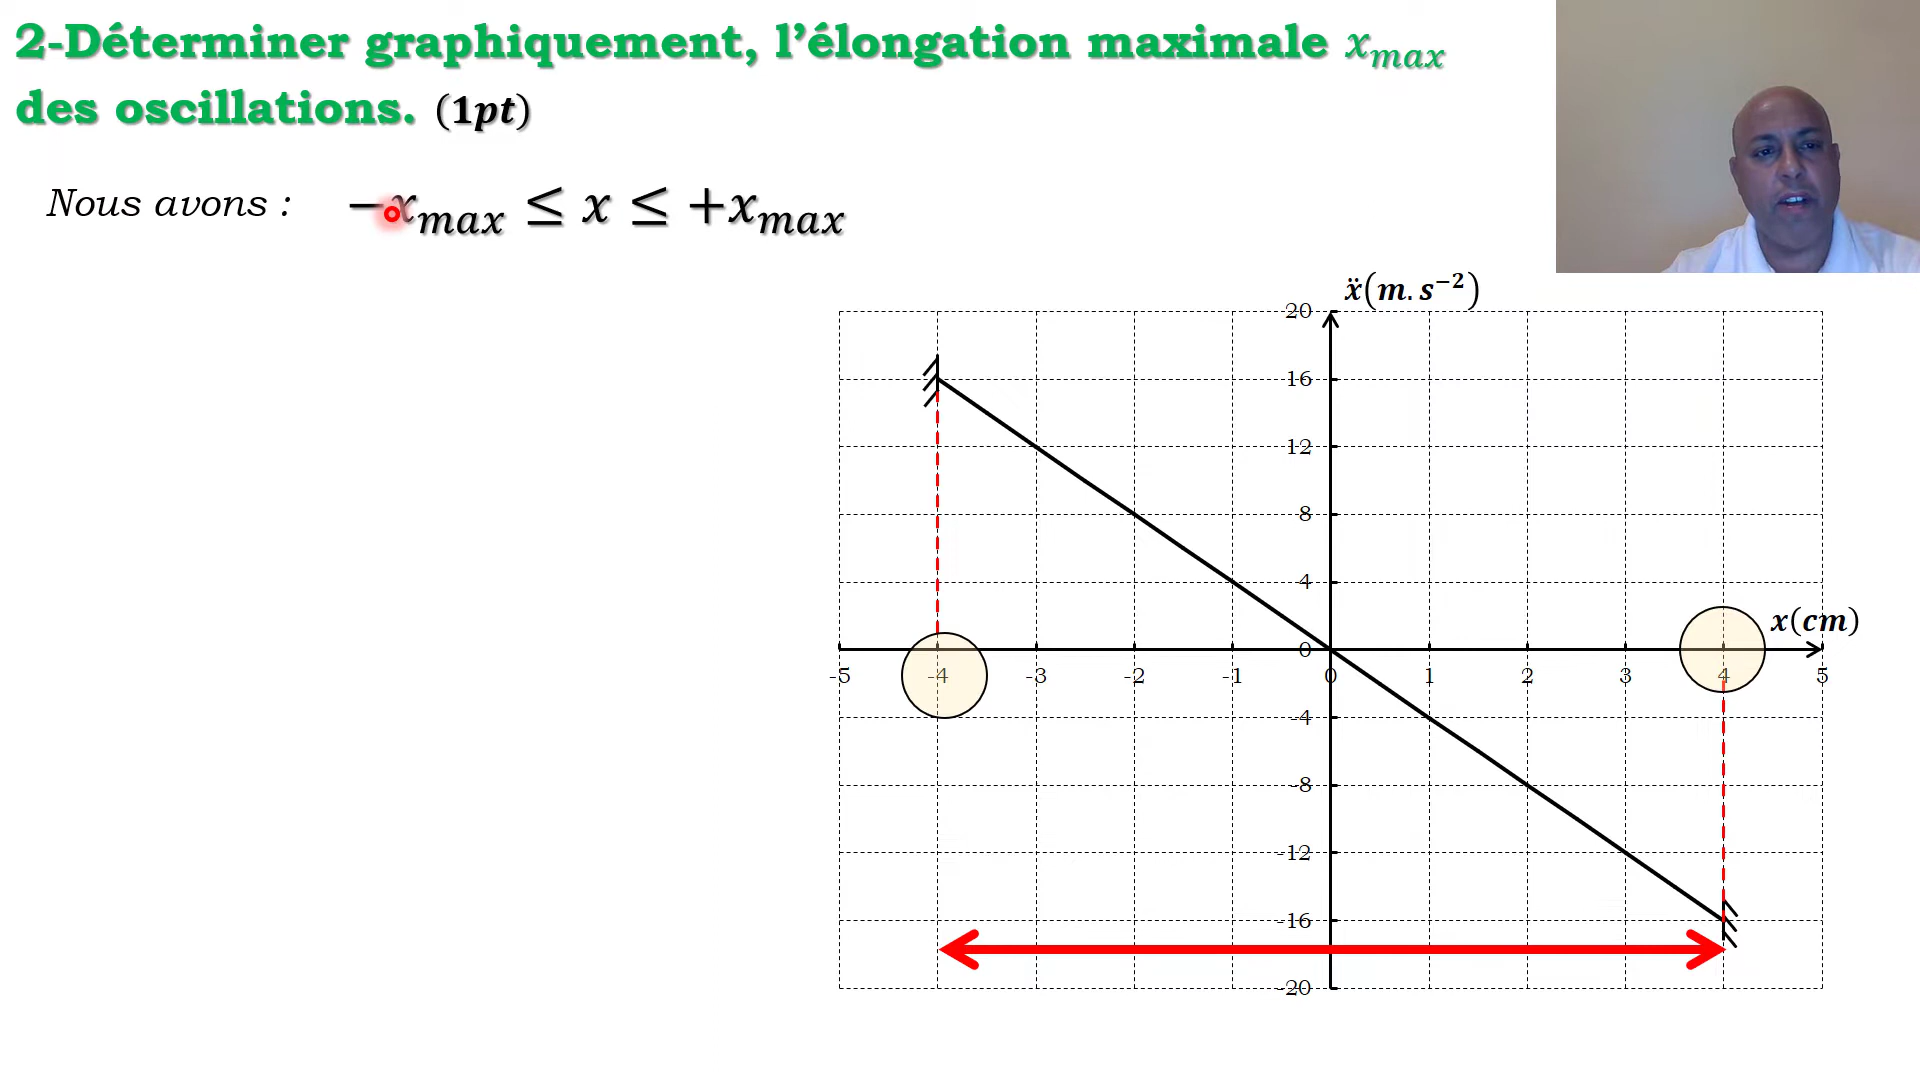 2-Déterminer graphiquement, l’élongation maximale x_max
des oscillations. (1pt)
Nous avons : −x_max ≤ x ≤ +x_max
ẍ(m.s⁻²)
20
16
12
8
4
x(cm)
0
-5 -4 -3 -2 -1 0 1 2 3 4 5
-4
-8
-12
-16
-20